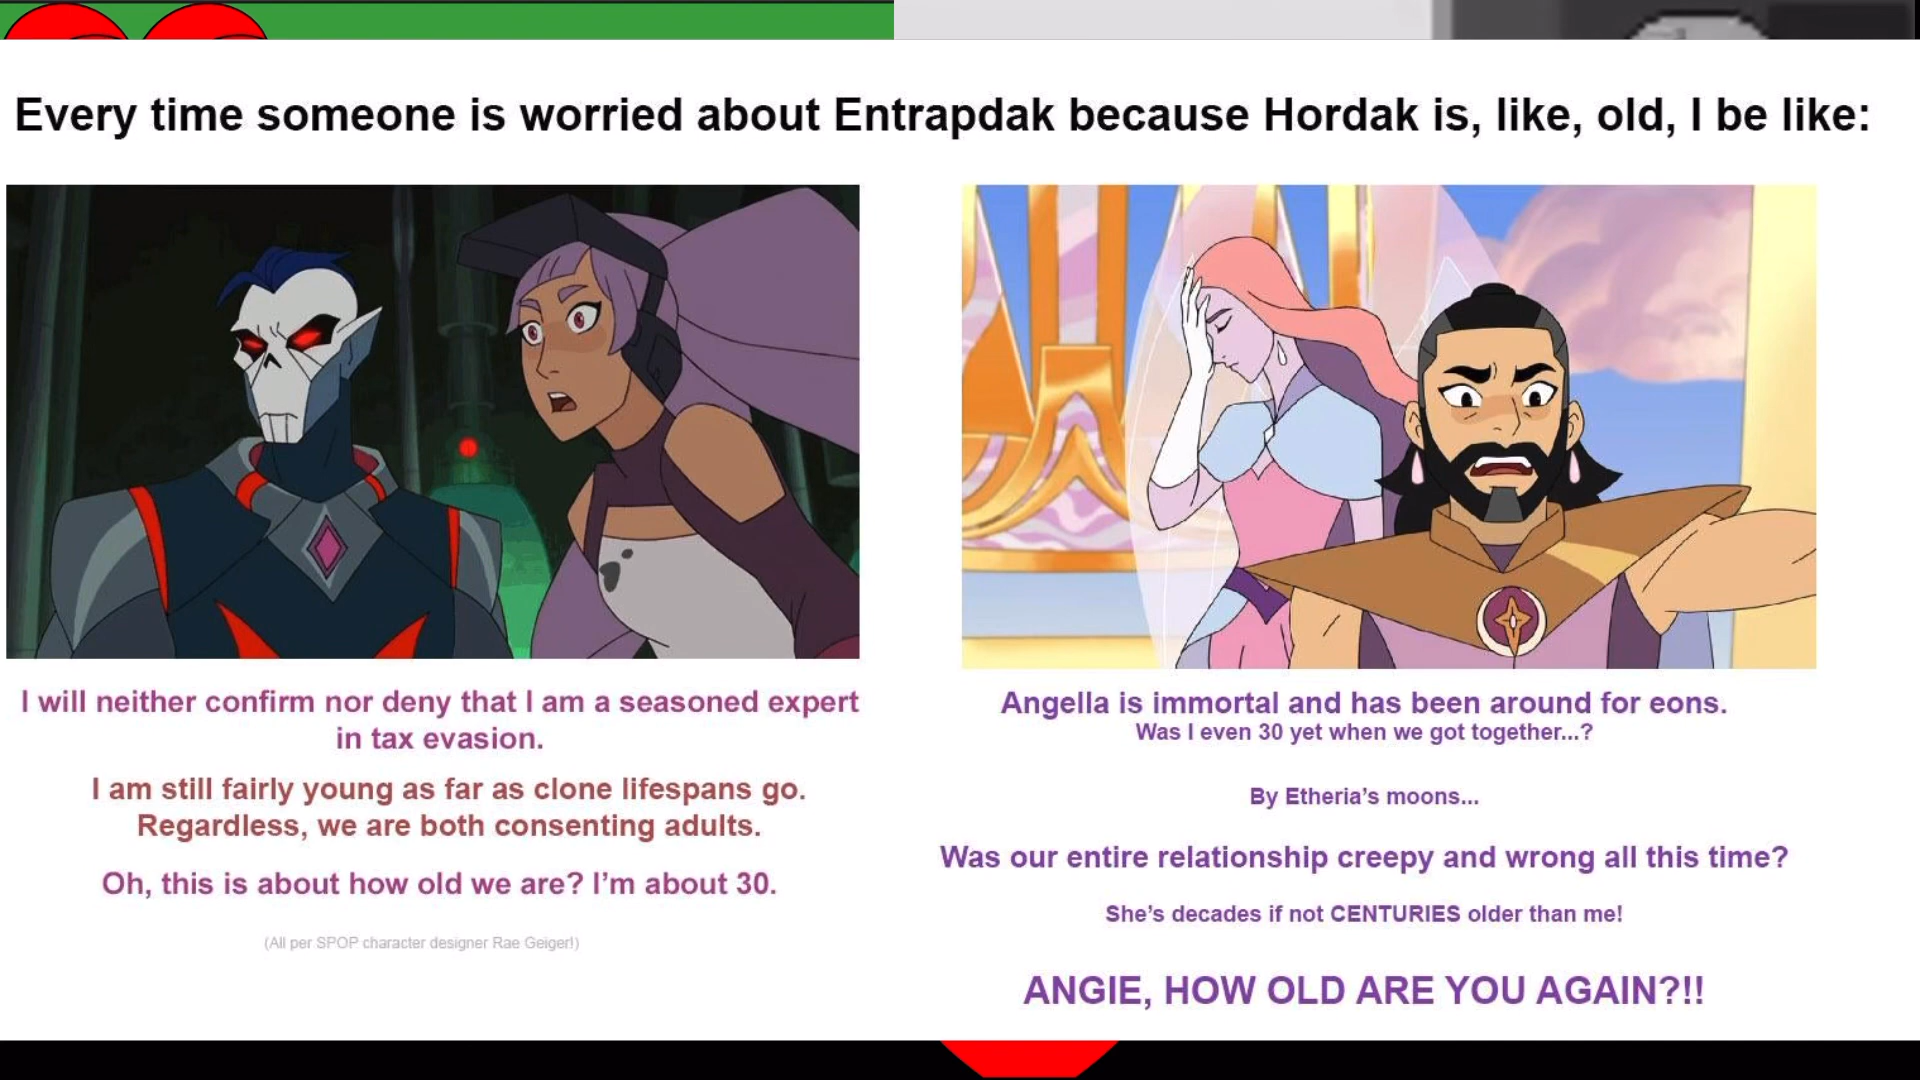 Every time someone is worried about Entrapdak because Hordak is, like, old, I be like:
I will neither confirm nor deny that I am a seasoned expert
in tax evasion.
I am still fairly young as far as clone lifespans go.
Regardless, we are both consenting adults.
Oh, this is about how old we are? I'm about 30.
(All per SPOP character designer Rae Geiger!)
Angella is immortal and has been around for eons.
Was I even 30 yet when we got together...?
By Etheria's moons...
Was our entire relationship creepy and wrong all this time?
She's decades if not CENTURIES older than me!
ANGIE, HOW OLD ARE YOU AGAIN?!!